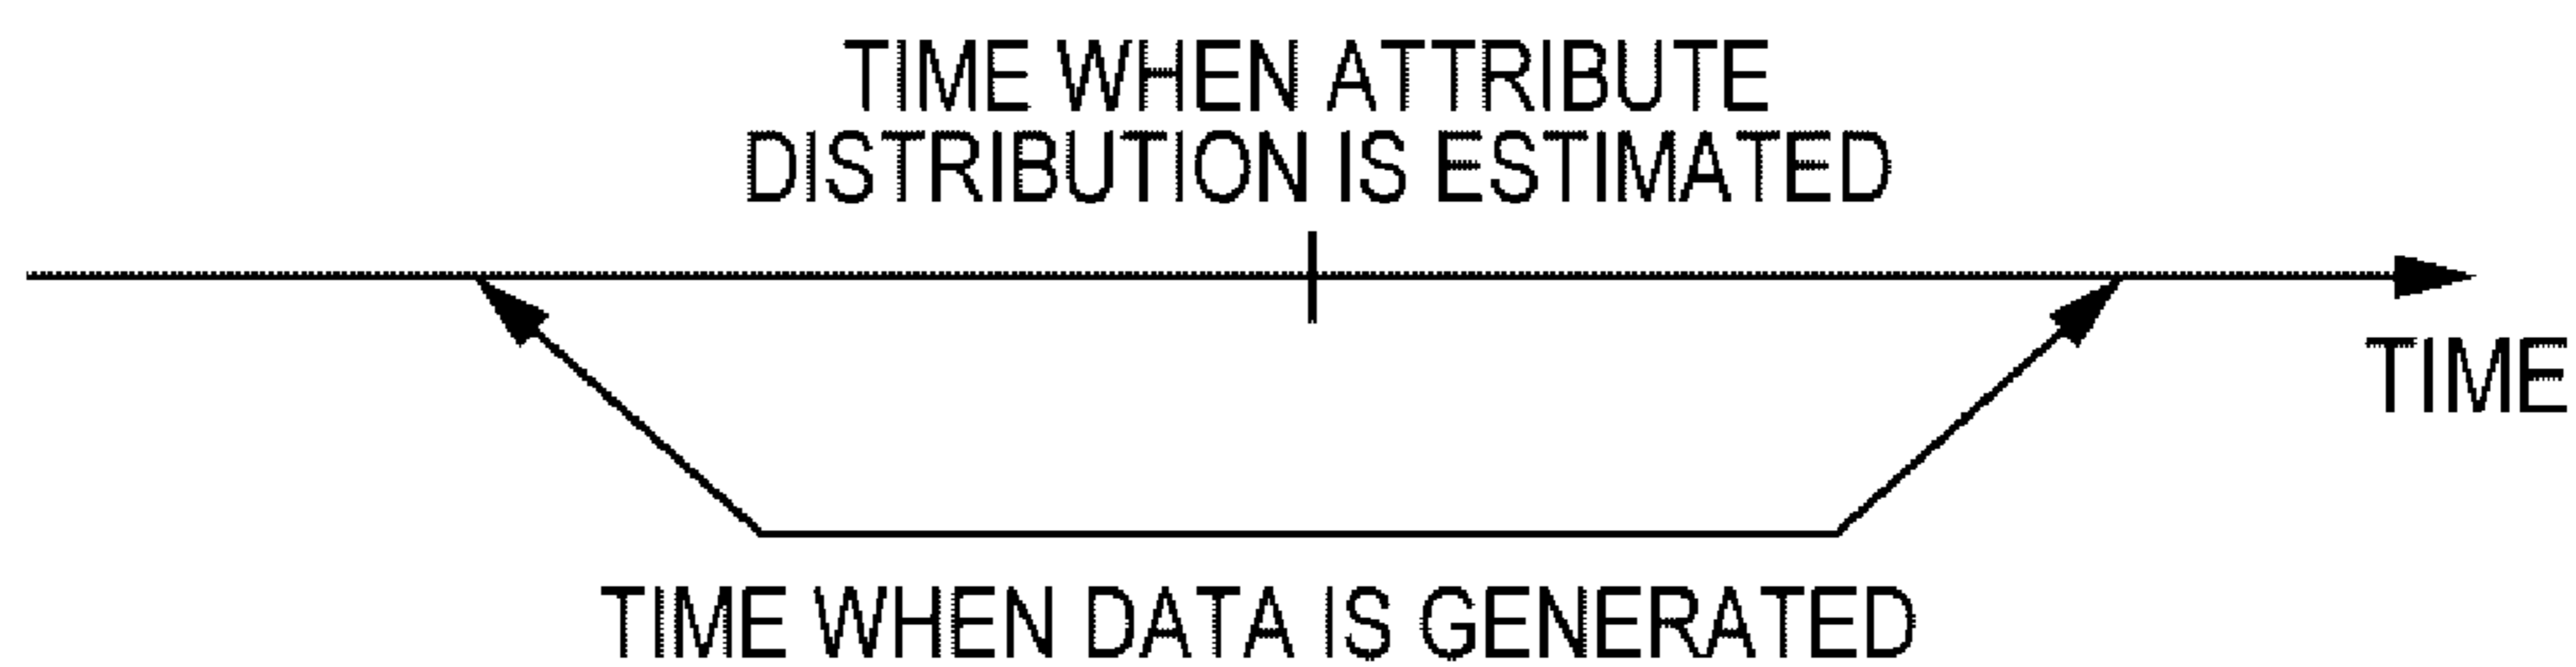 TIME WHEN ATTRIBUTE
DISTRIBUTION IS ESTIMATED
TIME
TIME WHEN DATA IS GENERATED